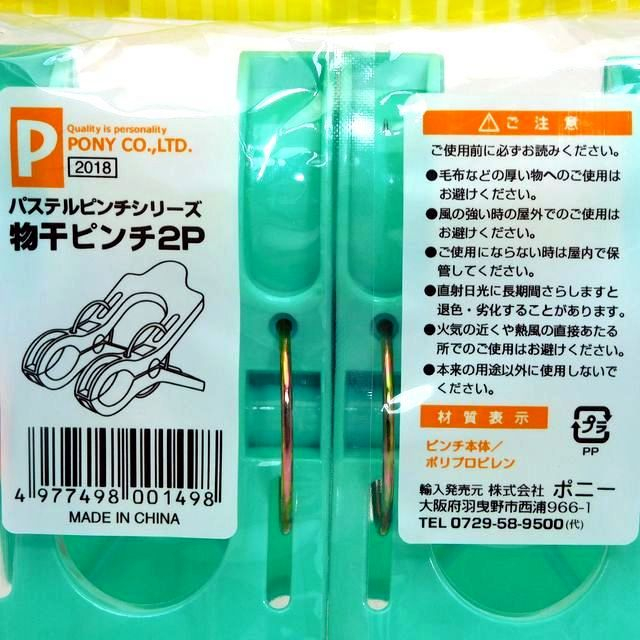 P
Quality is personality
PONY CO.,LTD.
2018
パステルピンチシリーズ
物干ピンチ2P
4 977498 001498
MADE IN CHINA
ご注意
ご使用前に必ずお読みください。
●毛布などの厚い物へのご使用は
お避けください。
●風の強い時の屋外でのご使用は
お避けください。
●ご使用にならない時は屋内で保
管してください。
●直射日光に長期間さらしますと
退色・劣化することがあります。
●火気の近くや熱風の直接あたる
所でのご使用はお避けください。
●本来の用途以外に使用しないで
ください。
材質表示
ピンチ本体/
ポリプロピレン
プラ
PP
輸入発売元 株式会社 ポニー
大阪府羽曳野市西浦966-1
TEL 0729-58-9500(代)